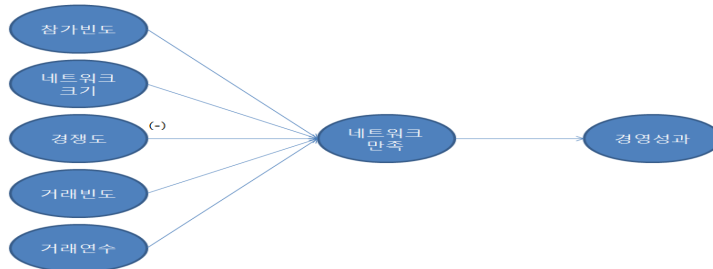 참가빈도
네트워크
크기
(-)
경쟁도
네트워크
만족
경영성과
거래빈도
거래연수